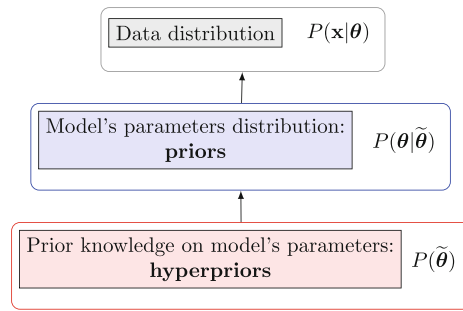 Data distribution P(x|θ)
Model's parameters distribution:
priors
P(θ|θ̃)
Prior knowledge on model's parameters:
hyperpriors
P(θ̃)